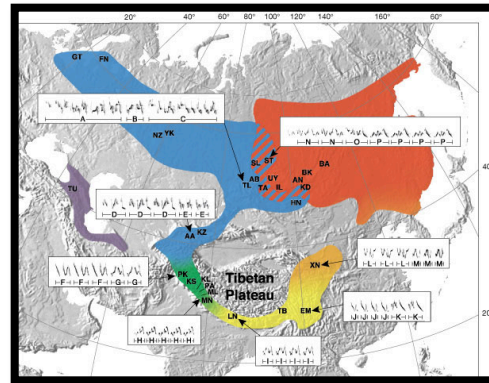 20° 40° 60° 80° 100° 120° 140° 160° 60°
GT FN
A B C
NZ YK
SL ST
N N O P P P P
BA
BK
AB UY AN
TL TA IL KD
HN
TU
D D D E E
KZ
AA
40°
XN
L L L M M M
PK KL
KS PA
ML
MN
Tibetan
Plateau
F F F G G
TB EM
LN
J J J K K
20°
H H H H H
I I I I